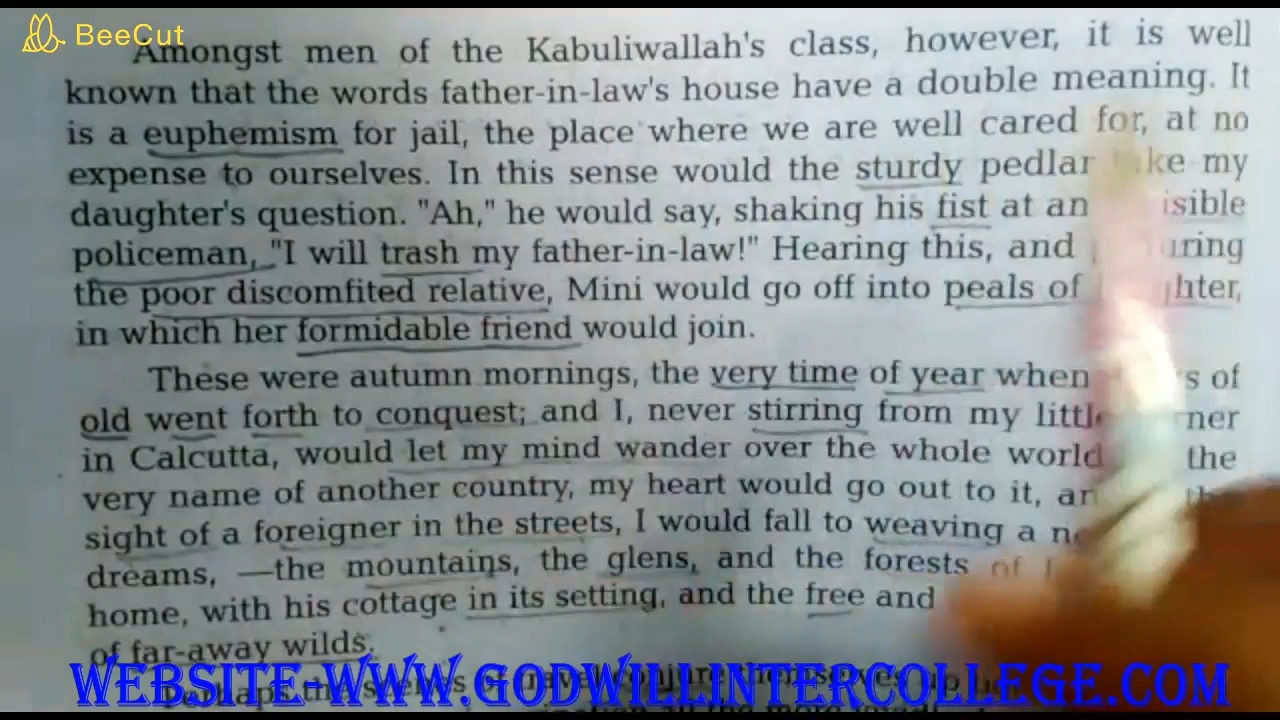 BeeCut
Amongst men of the Kabuliwallah's class, however, it is well
known that the words father-in-law's house have a double meaning. It
is a euphemism for jail, the place where we are well cared for, at no
expense to ourselves. In this sense would the sturdy pedlar my
daughter's question. "Ah," he would say, shaking his fist at an
policeman, "I will trash my father-in-law!" Hearing this, and
the poor discomfited relative, Mini would go off into peals of
in which her formidable friend would join.
These were autumn mornings, the very time of year when of
old went forth to conquest; and I, never stirring from my
in Calcutta, would let my mind wander over the whole world the
very name of another country, my heart would go out to it,
sight of a foreigner in the streets, I would fall to weaving a
dreams, —the mountains, the glens, and the forests of
home, with his cottage in its setting, and the free and
of far-away wilds.
WEBSITE-WWW.GODWILLINTERCOLLEGE.COM